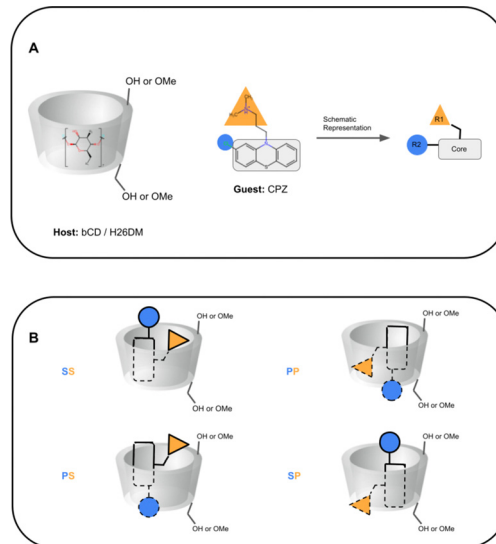 A
OH or OMe
OH or OMe
Host: bCD / H26DM
Guest: CPZ
Schematic
Representation
R1
R2
Core
B
SS
OH or OMe
OH or OMe
PP
OH or OMe
OH or OMe
PS
OH or OMe
OH or OMe
SP
OH or OMe
OH or OMe